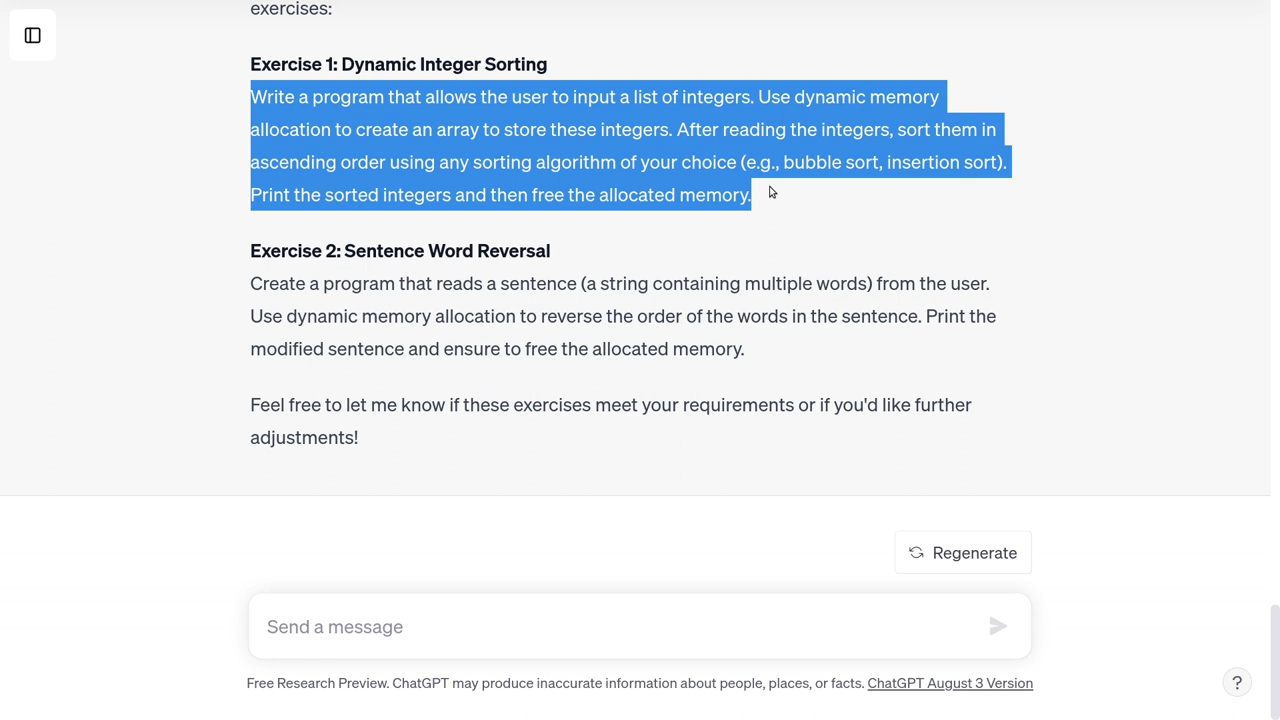 exercises:
Exercise 1: Dynamic Integer Sorting
Write a program that allows the user to input a list of integers. Use dynamic memory
allocation to create an array to store these integers. After reading the integers, sort them in
ascending order using any sorting algorithm of your choice (e.g., bubble sort, insertion sort).
Print the sorted integers and then free the allocated memory.
Exercise 2: Sentence Word Reversal
Create a program that reads a sentence (a string containing multiple words) from the user.
Use dynamic memory allocation to reverse the order of the words in the sentence. Print the
modified sentence and ensure to free the allocated memory.
Feel free to let me know if these exercises meet your requirements or if you'd like further
adjustments!
Regenerate
Send a message
Free Research Preview. ChatGPT may produce inaccurate information about people, places, or facts. ChatGPT August 3 Version
?